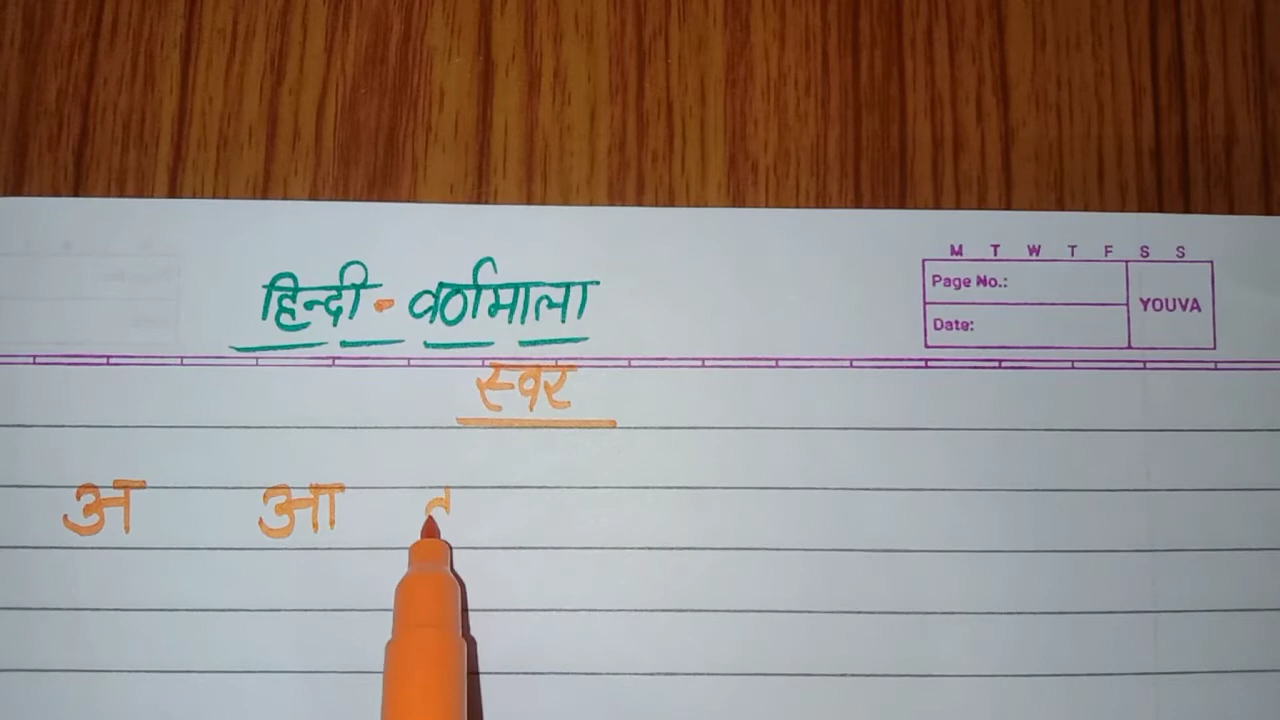 M T W T F S S
Page No.:
YOUVA
Date:
हिन्दी - वर्णमाला
स्वर
अ आ